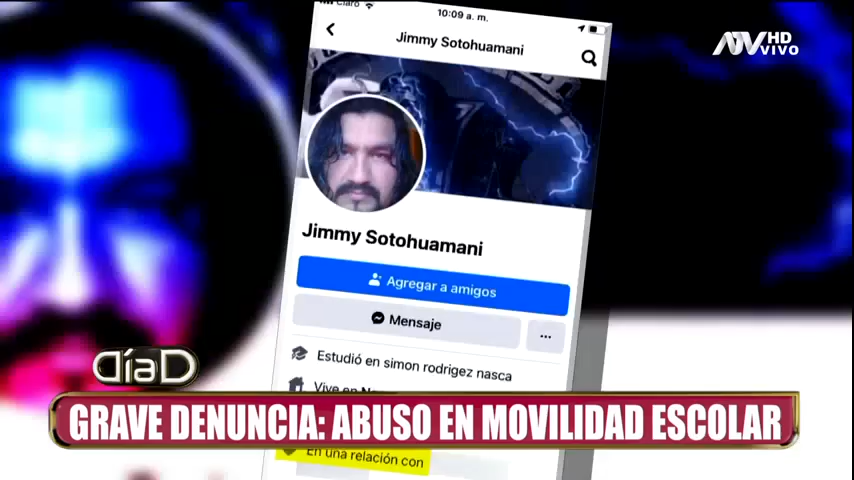 Claro
10:09 a. m.
Jimmy Sotohuamani
ATV HD
VIVO
Jimmy Sotohuamani
Agregar a amigos
Mensaje
Estudió en simon rodrigez nasca
Vive en
DíaD
GRAVE DENUNCIA: ABUSO EN MOVILIDAD ESCOLAR
En una relación con